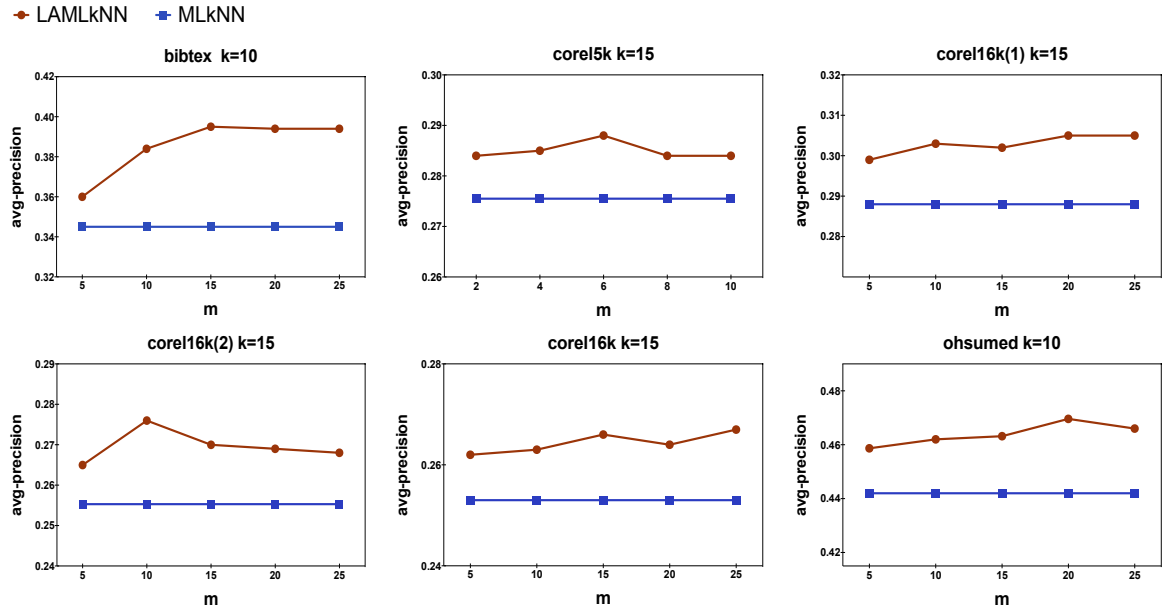 LAMLkNN MLkNN
bibtex k=10
avg-precision
0.42
0.40
0.38
0.36
0.34
0.32
5 10 15 20 25
m
corel5k k=15
avg-precision
0.30
0.29
0.28
0.27
0.26
2 4 6 8 10
m
corel16k(1) k=15
avg-precision
0.32
0.30
0.29
0.28
5 10 15 20 25
m
corel16k(2) k=15
avg-precision
0.29
0.28
0.27
0.26
0.25
0.24
5 10 15 20 25
m
corel16k k=15
avg-precision
0.28
0.26
0.24
5 10 15 20 25
m
ohsumed k=10
avg-precision
0.48
0.46
0.44
0.42
5 10 15 20 25
m